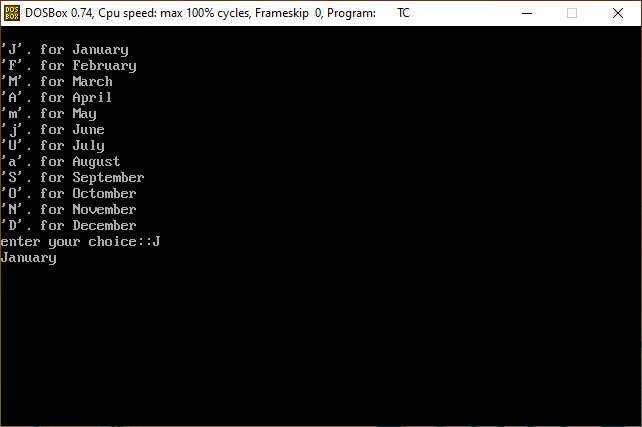 DOS BOX
DOSBox 0.74, Cpu speed: max 100% cycles, Frameskip 0, Program: TC
'J'. for January
'F'. for February
'M'. for March
'A'. for April
'm'. for May
'j'. for June
'U'. for July
'a'. for August
'S'. for September
'O'. for Octomber
'N'. for November
'D'. for December
enter your choice::J
January